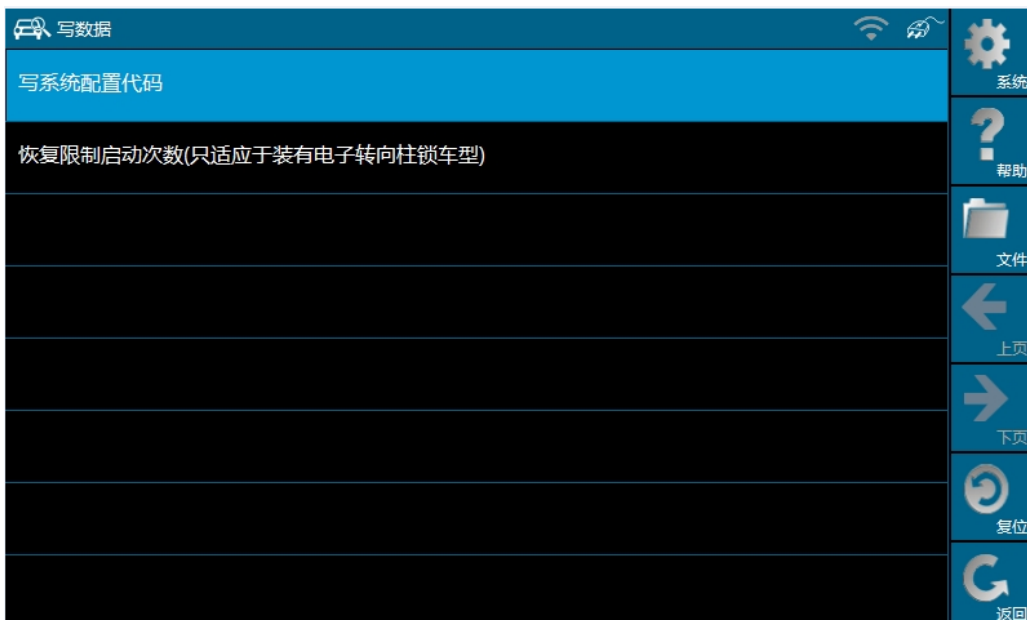 写数据
写系统配置代码
恢复限制启动次数(只适应于装有电子转向柱锁车型)
系统
帮助
文件
上页
下页
复位
返回